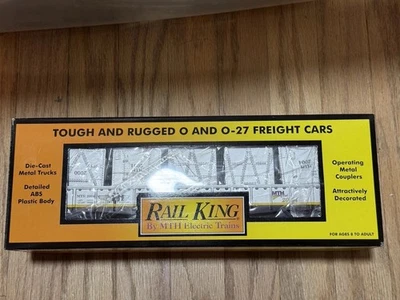 TOUGH AND RUGGED O AND O-27 FREIGHT CARS
Die-Cast
Metal Trucks
Detailed
ABS
Plastic Body
Operating
Metal
Couplers
Attractively
Decorated
MTH
RAIL KING
By MTH Electric Trains
FOR AGES 8 TO ADULT